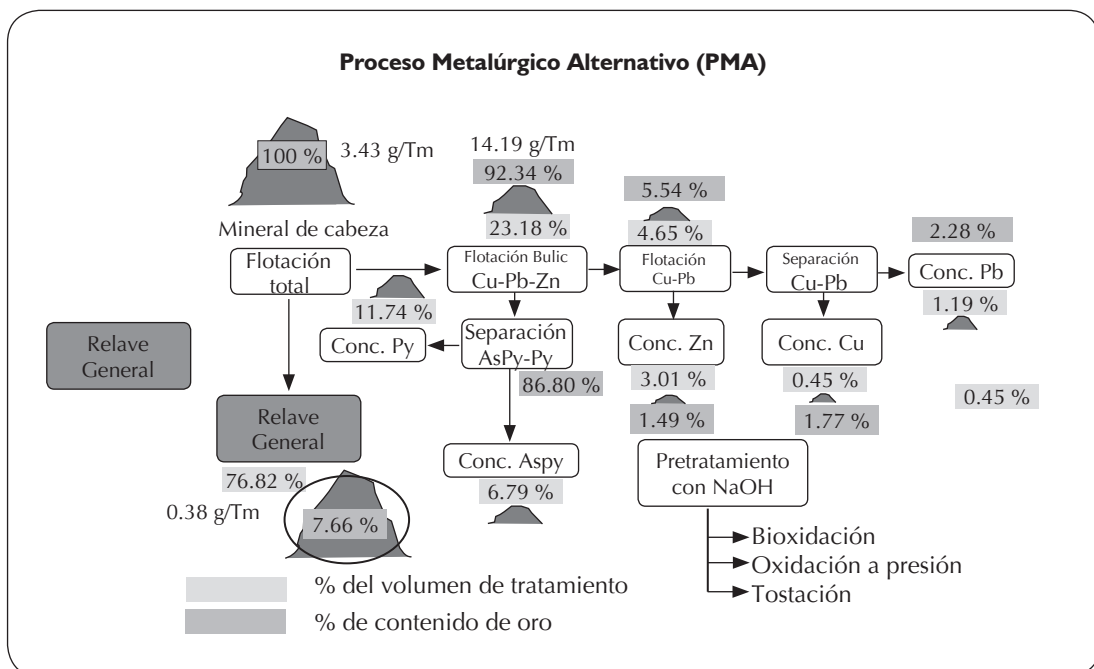 Proceso Metalúrgico Alternativo (PMA)
100 %
3.43 g/Tm
Mineral de cabeza
14.19 g/Tm
92.34 %
23.18 %
5.54 %
4.65 %
2.28 %
Flotación
total
Flotación Bulic
Cu-Pb-Zn
Flotación
Cu-Pb
Separación
Cu-Pb
Conc. Pb
1.19 %
11.74 %
Conc. Py
Separación
AsPy-Py
86.80 %
Conc. Zn
3.01 %
1.49 %
Conc. Cu
0.45 %
1.77 %
0.45 %
Relave
General
Relave
General
76.82 %
0.38 g/Tm
7.66 %
Conc. Aspy
6.79 %
Pretratamiento
con NaOH
Bioxidación
Oxidación a presión
Tostación
% del volumen de tratamiento
% de contenido de oro